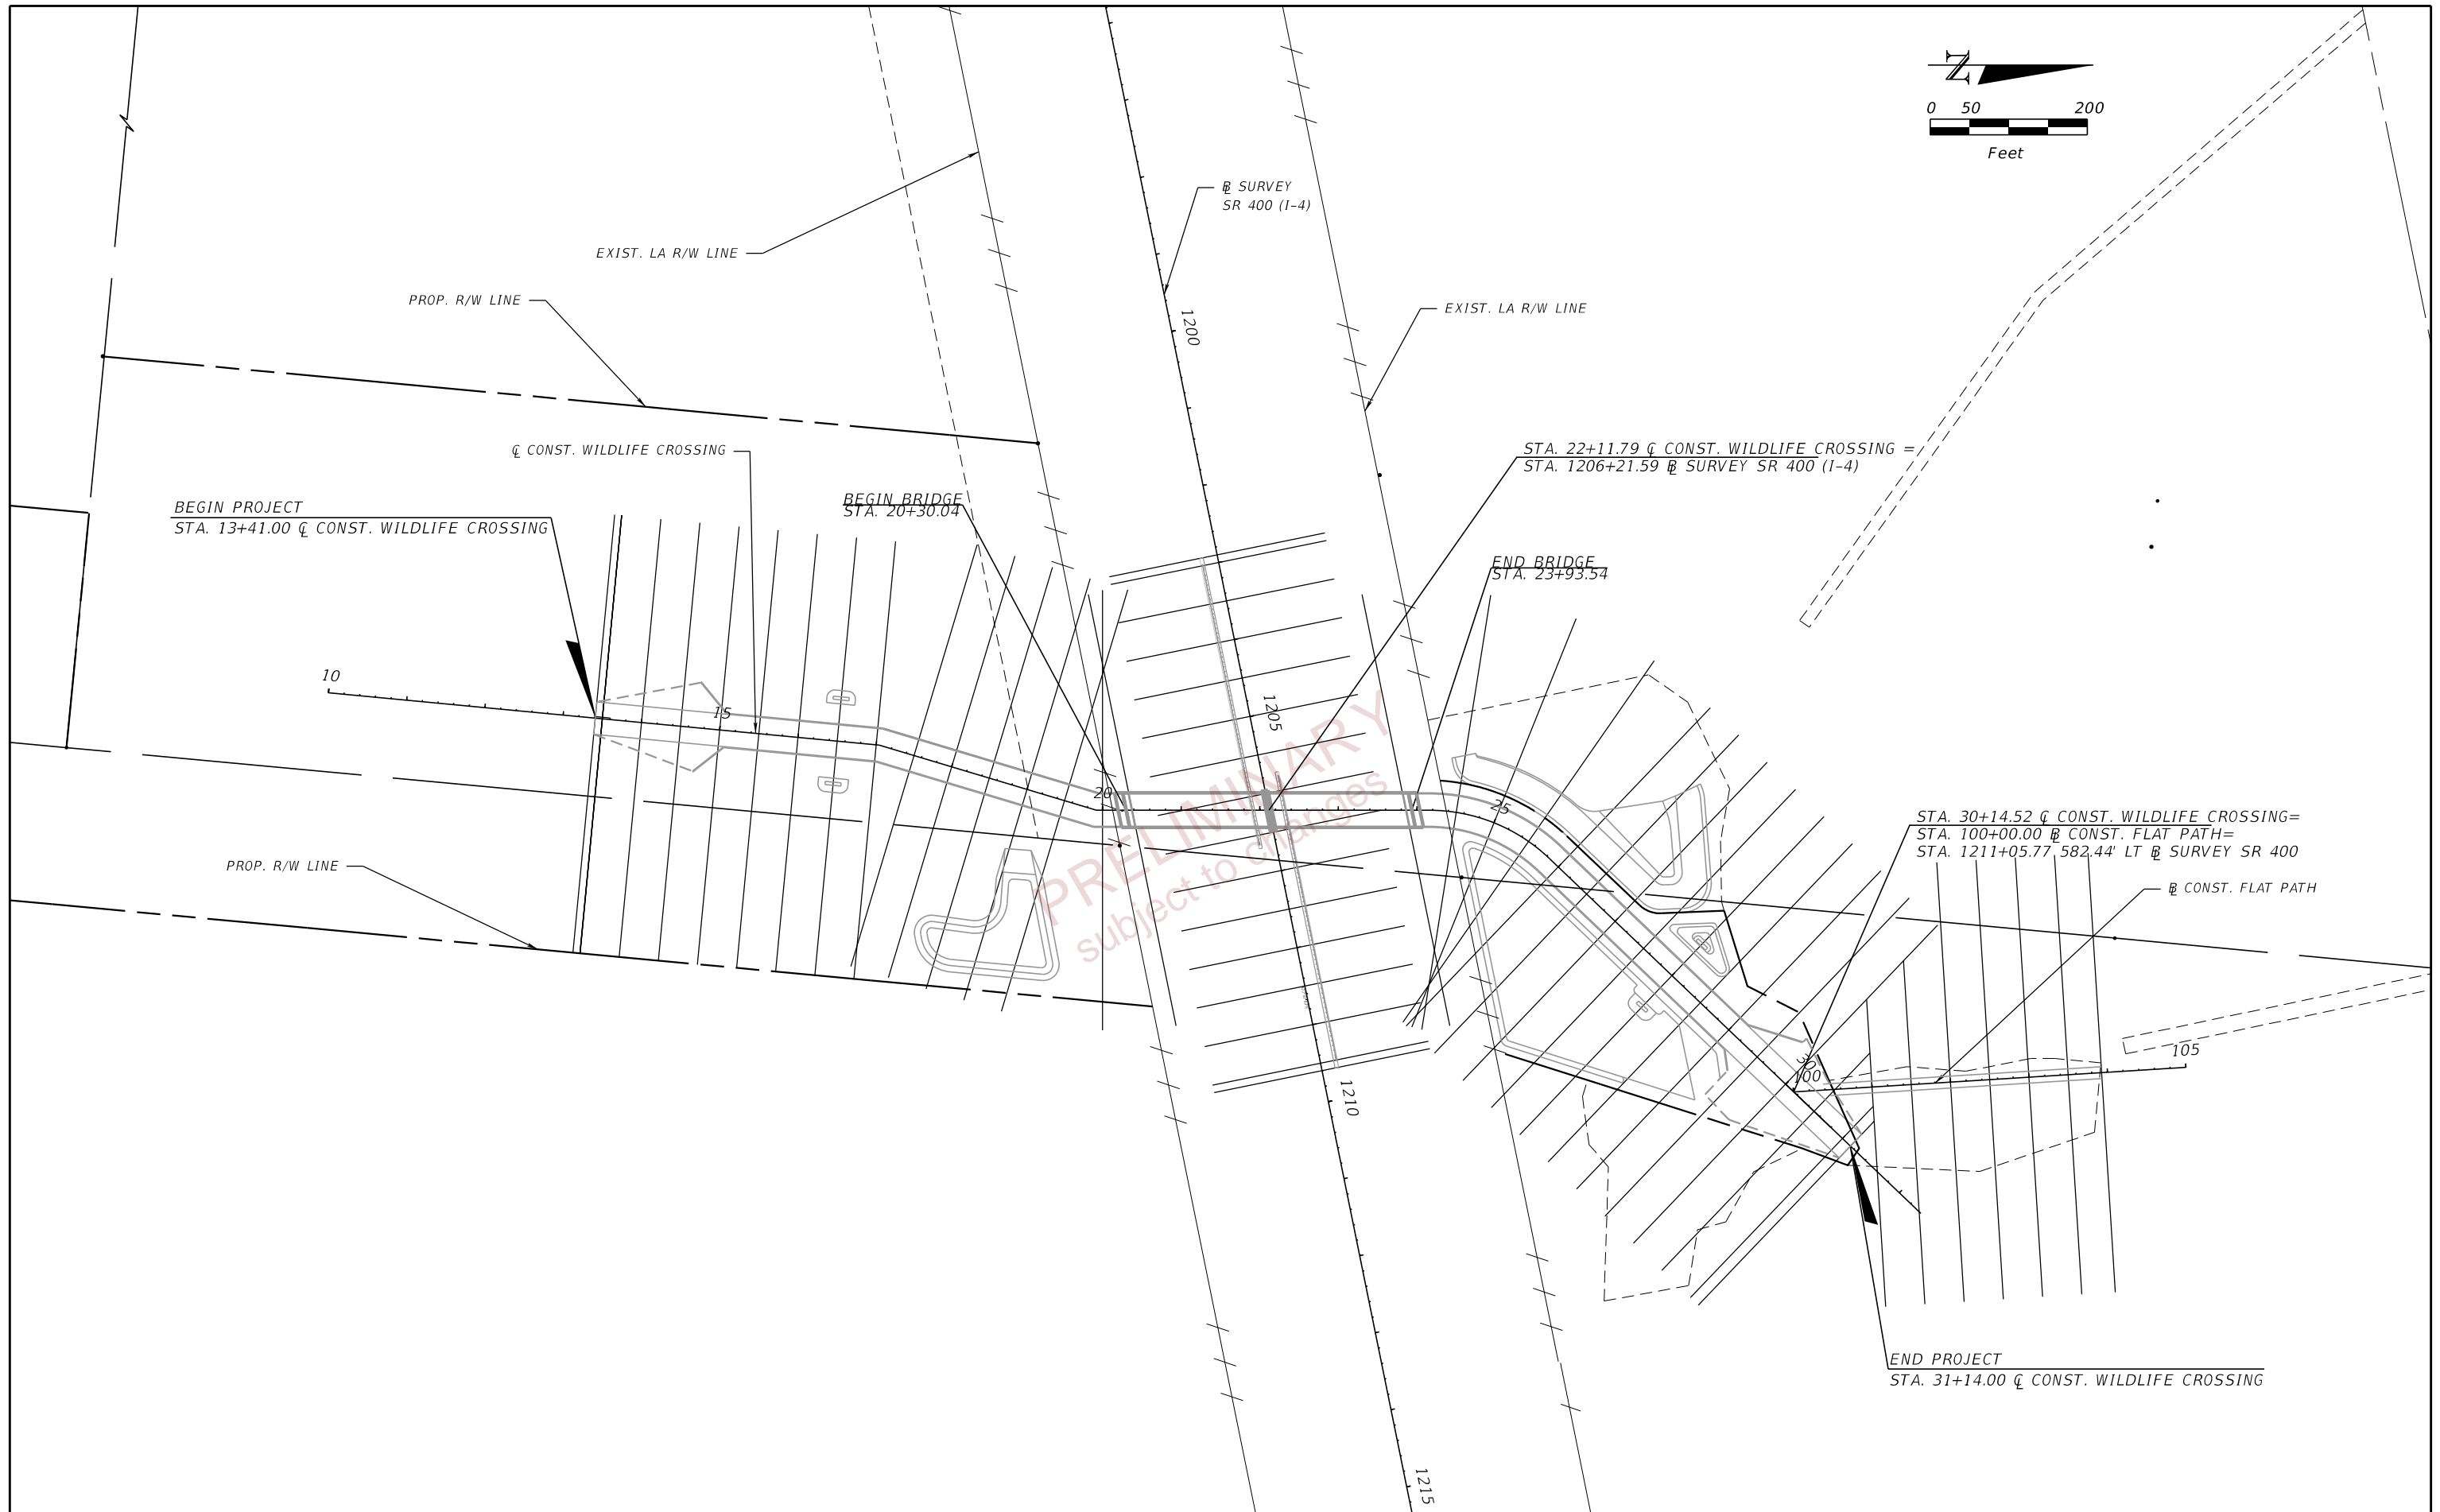 N
0 50 200
Feet
℄ SURVEY
SR 400 (I-4)
EXIST. LA R/W LINE
PROP. R/W LINE
EXIST. LA R/W LINE
1200
℄ CONST. WILDLIFE CROSSING
STA. 22+11.79 ℄ CONST. WILDLIFE CROSSING =
STA. 1206+21.59 ℄ SURVEY SR 400 (I-4)
BEGIN PROJECT
STA. 13+41.00 ℄ CONST. WILDLIFE CROSSING
BEGIN BRIDGE
STA. 20+30.04
END BRIDGE
STA. 23+93.54
10
15
1205
20
25
PRELIMINARY
subject to changes
STA. 30+14.52 ℄ CONST. WILDLIFE CROSSING=
STA. 100+00.00 ℄ CONST. FLAT PATH=
STA. 1211+05.77 582.44' LT ℄ SURVEY SR 400
PROP. R/W LINE
℄ CONST. FLAT PATH
30
100
105
1210
END PROJECT
STA. 31+14.00 ℄ CONST. WILDLIFE CROSSING
1215